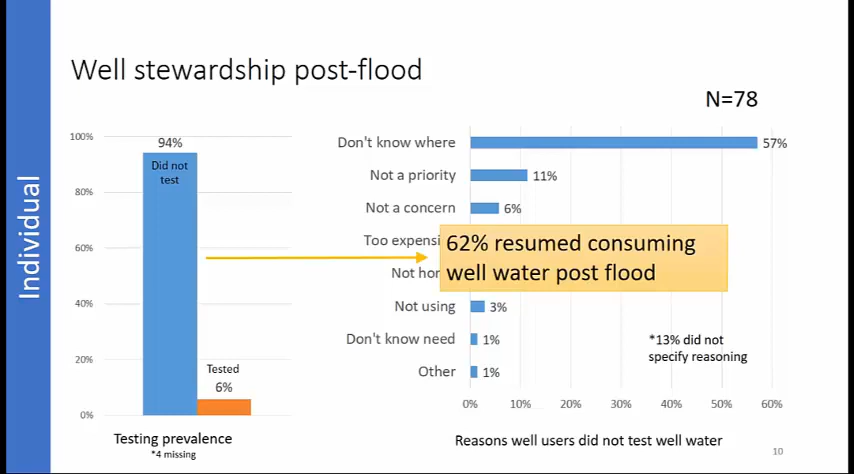 Individual
Well stewardship post-flood
N=78
100%
80%
60%
40%
20%
0%
94%
Did not
test
Tested
6%
Testing prevalence
*4 missing
Don't know where
57%
Not a priority
11%
Not a concern
6%
Too
Not
62% resumed consuming
well water post flood
Not using
3%
Don't know need
1%
Other
1%
*13% did not
specify reasoning
0% 10% 20% 30% 40% 50% 60%
Reasons well users did not test well water
10